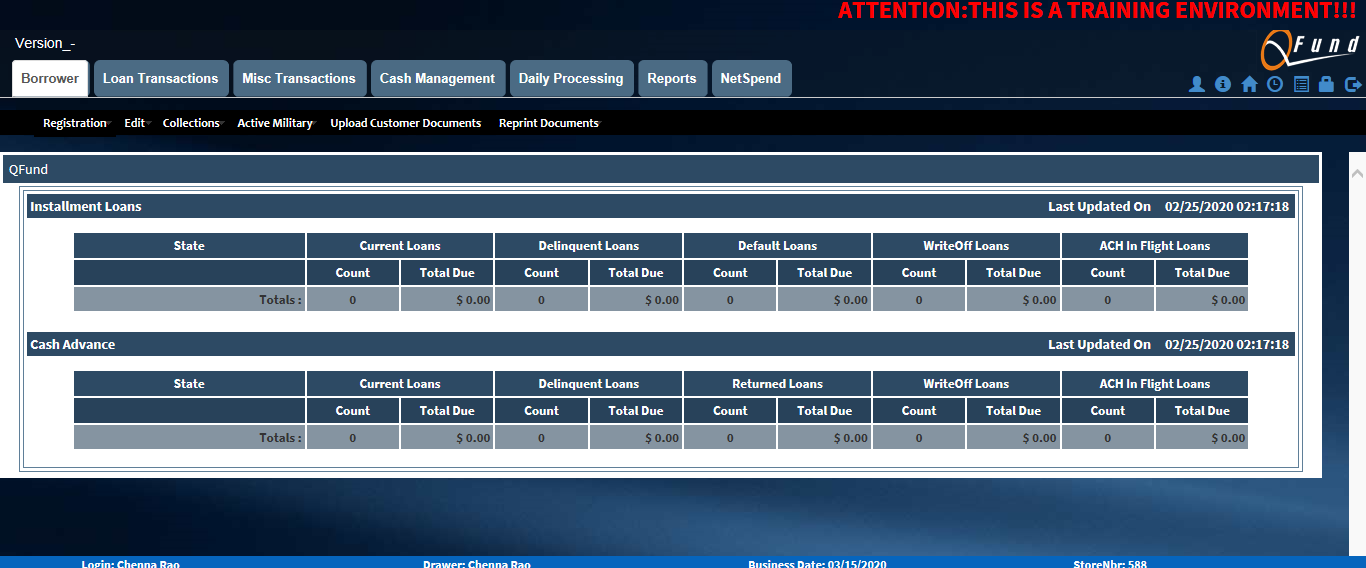 ATTENTION:THIS IS A TRAINING ENVIRONMENT!!!
Version_-
QFund
Borrower Loan Transactions Misc Transactions Cash Management Daily Processing Reports NetSpend
Registration Edit Collections Active Military Upload Customer Documents Reprint Documents
QFund
Installment Loans Last Updated On 02/25/2020 02:17:18
State Current Loans Delinquent Loans Default Loans WriteOff Loans ACH In Flight Loans
Count Total Due Count Total Due Count Total Due Count Total Due Count Total Due
Totals : 0 $ 0.00 0 $ 0.00 0 $ 0.00 0 $ 0.00 0 $ 0.00
Cash Advance Last Updated On 02/25/2020 02:17:18
State Current Loans Delinquent Loans Returned Loans WriteOff Loans ACH In Flight Loans
Count Total Due Count Total Due Count Total Due Count Total Due Count Total Due
Totals : 0 $ 0.00 0 $ 0.00 0 $ 0.00 0 $ 0.00 0 $ 0.00
Login: Chenna Rao Drawer: Chenna Rao Business Date: 03/15/2020 StoreNbr: 588